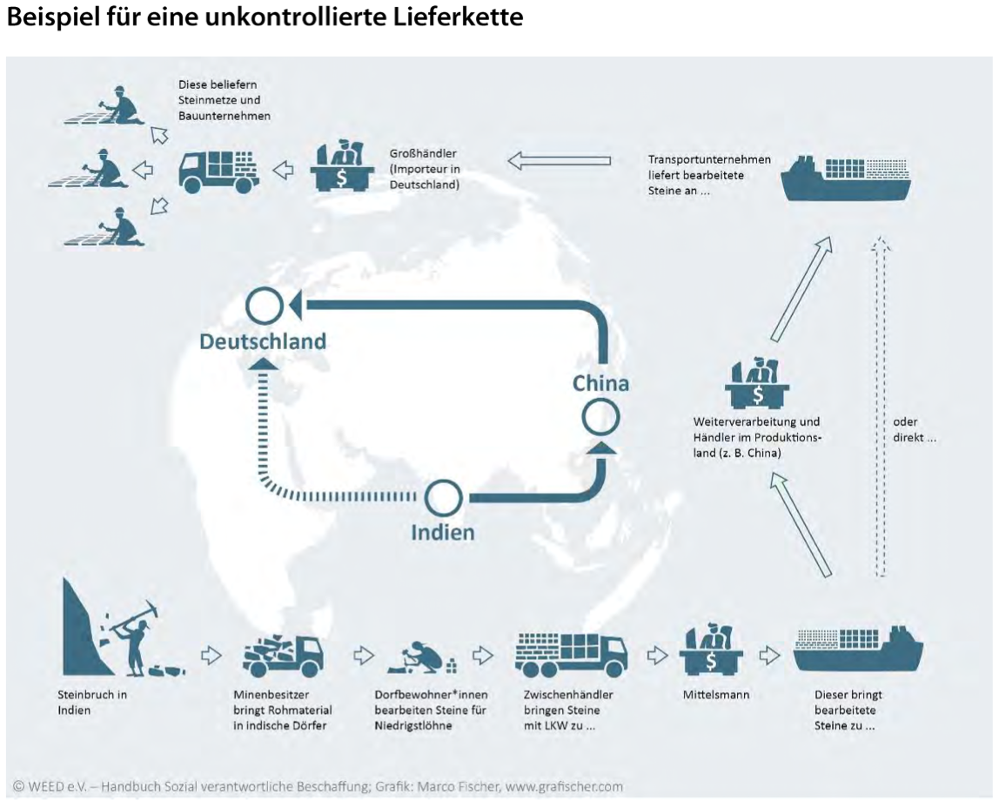 Beispiel für eine unkontrollierte Lieferkette
Diese beliefern
Steinmetze und
Bauunternehmen
Großhändler
(Importeur in
Deutschland)
$
Transportunternehmen
liefert bearbeitete
Steine an ...
Deutschland
China
Indien
$
Weiterverarbeitung und
Händler im Produktions-
land (z. B. China)
oder
direkt ...
Steinbruch in
Indien
Minenbesitzer
bringt Rohmaterial
in indische Dörfer
Dorfbewohner*innen
bearbeiten Steine für
Niedrigstlöhne
Zwischenhändler
bringen Steine
mit LKW zu ...
$
Mittelsmann
Dieser bringt
bearbeitete
Steine zu ...
© WEED e.V. – Handbuch Sozial verantwortliche Beschaffung; Grafik: Marco Fischer, www.grafischer.com